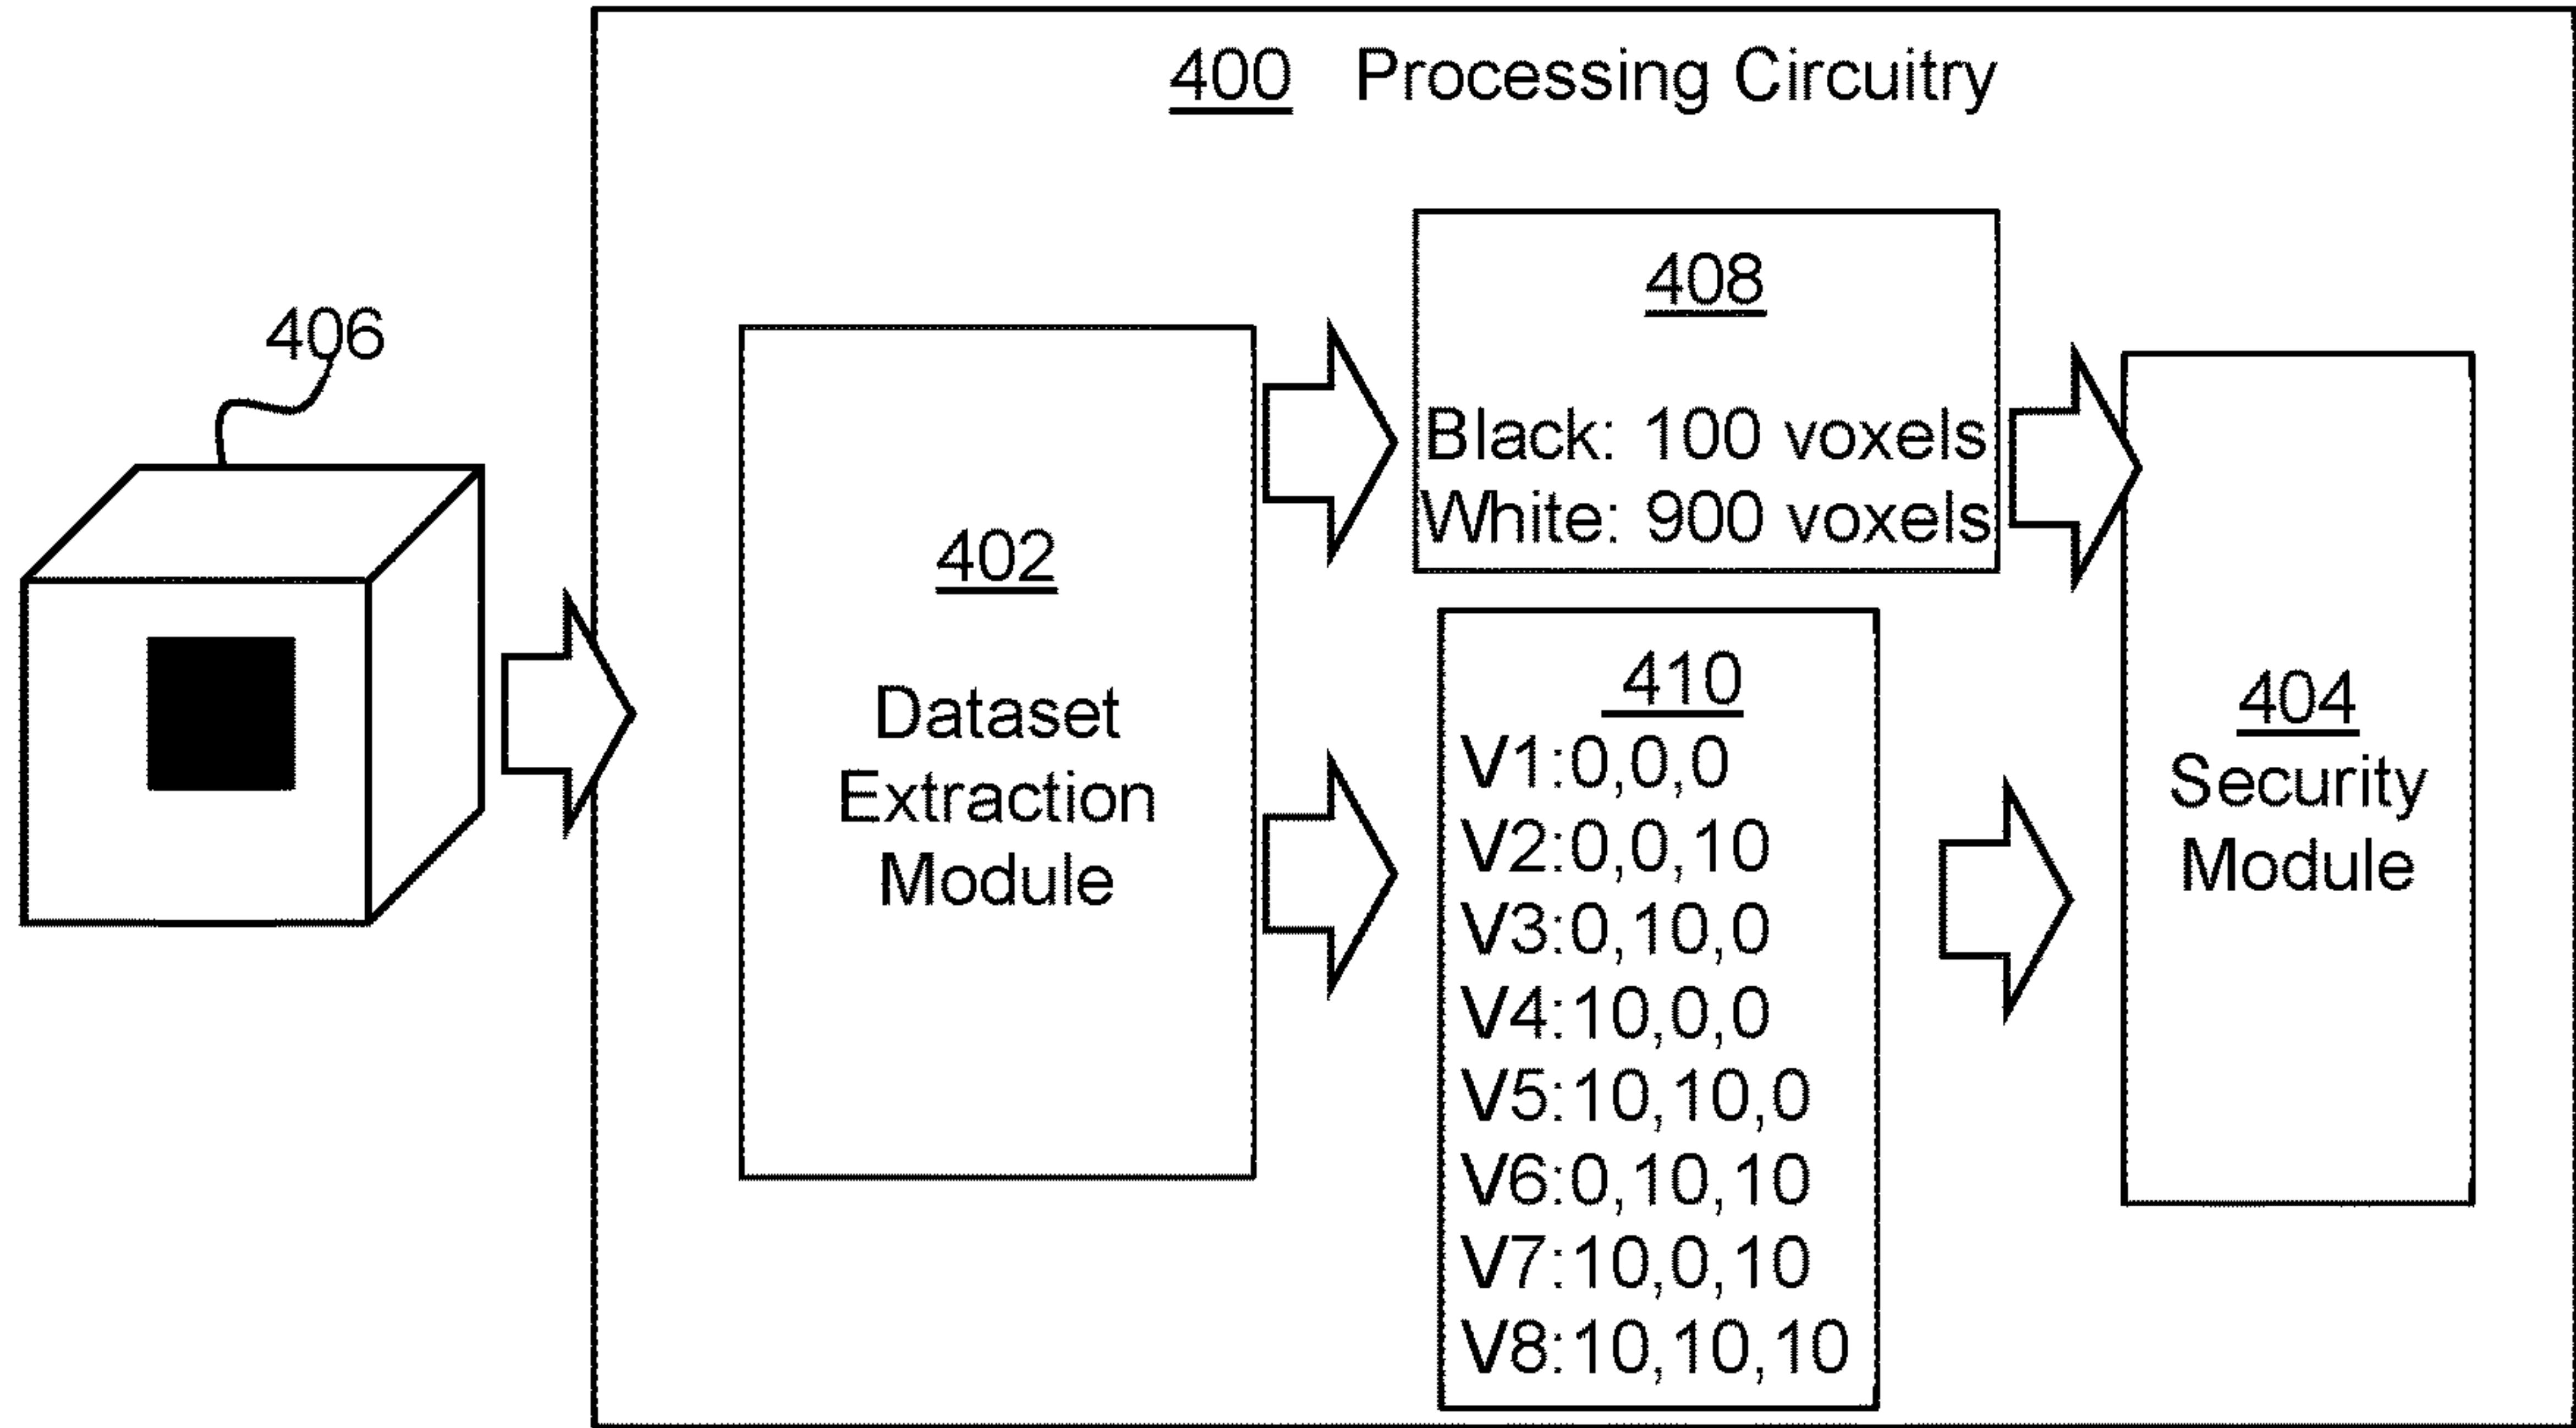 400 Processing Circuitry
406
402
Dataset
Extraction
Module
408
Black: 100 voxels
White: 900 voxels
410
V1:0,0,0
V2:0,0,10
V3:0,10,0
V4:10,0,0
V5:10,10,0
V6:0,10,10
V7:10,0,10
V8:10,10,10
404
Security
Module